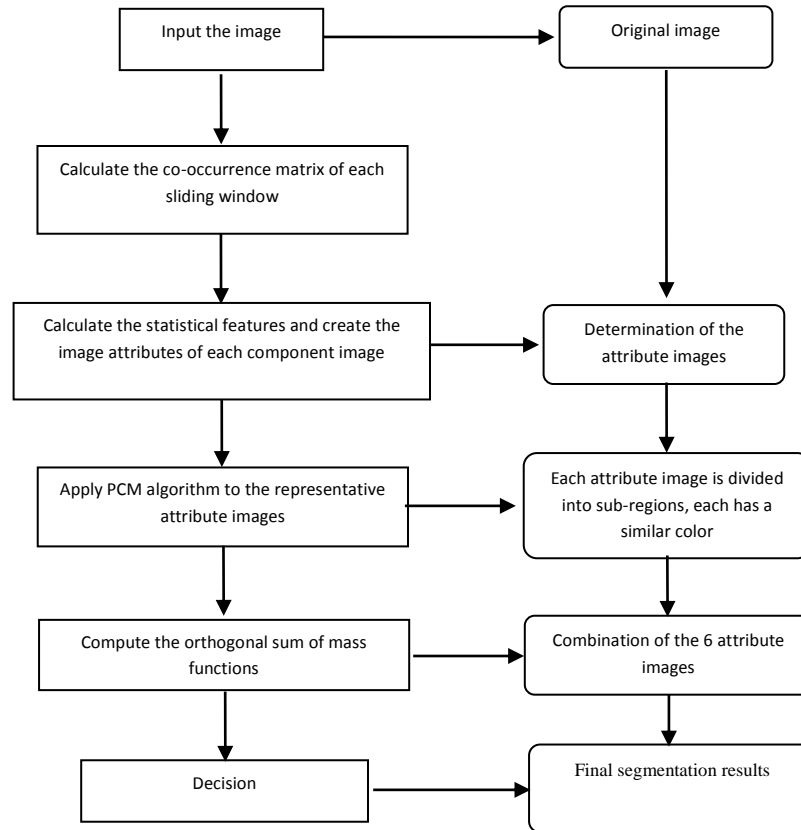 Input the image
Original image
Calculate the co-occurrence matrix of each
sliding window
Calculate the statistical features and create the
image attributes of each component image
Determination of the
attribute images
Apply PCM algorithm to the representative
attribute images
Each attribute image is divided
into sub-regions, each has a
similar color
Compute the orthogonal sum of mass
functions
Combination of the 6 attribute
images
Decision
Final segmentation results